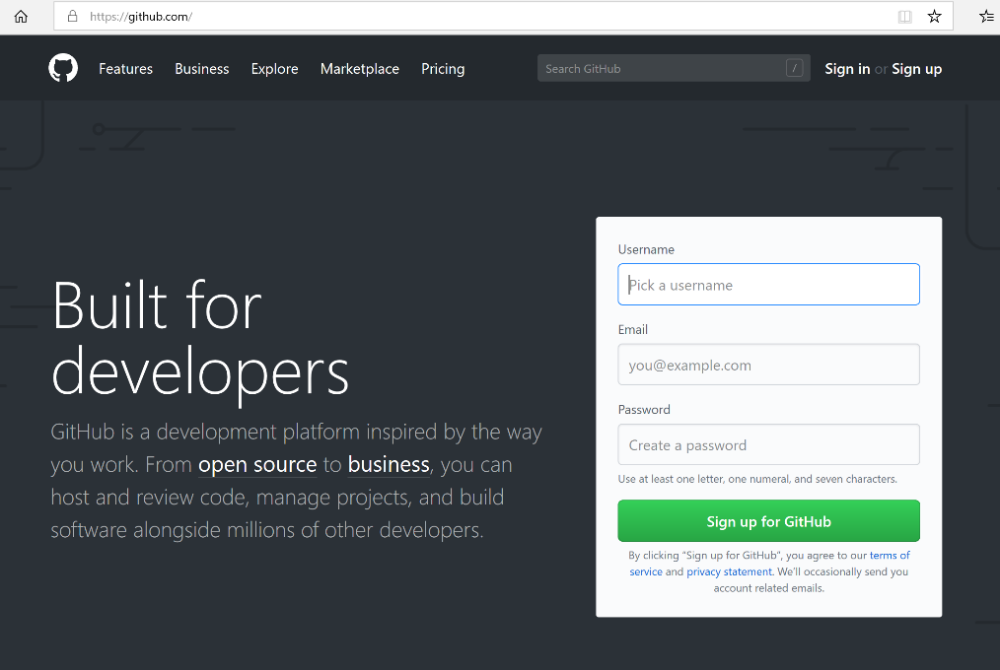 https://github.com/
Features Business Explore Marketplace Pricing Search GitHub / Sign in or Sign up
Built for
developers
GitHub is a development platform inspired by the way
you work. From open source to business, you can
host and review code, manage projects, and build
software alongside millions of other developers.
Username
Pick a username
Email
you@example.com
Password
Create a password
Use at least one letter, one numeral, and seven characters.
Sign up for GitHub
By clicking “Sign up for GitHub”, you agree to our terms of
service and privacy statement. We’ll occasionally send you
account related emails.